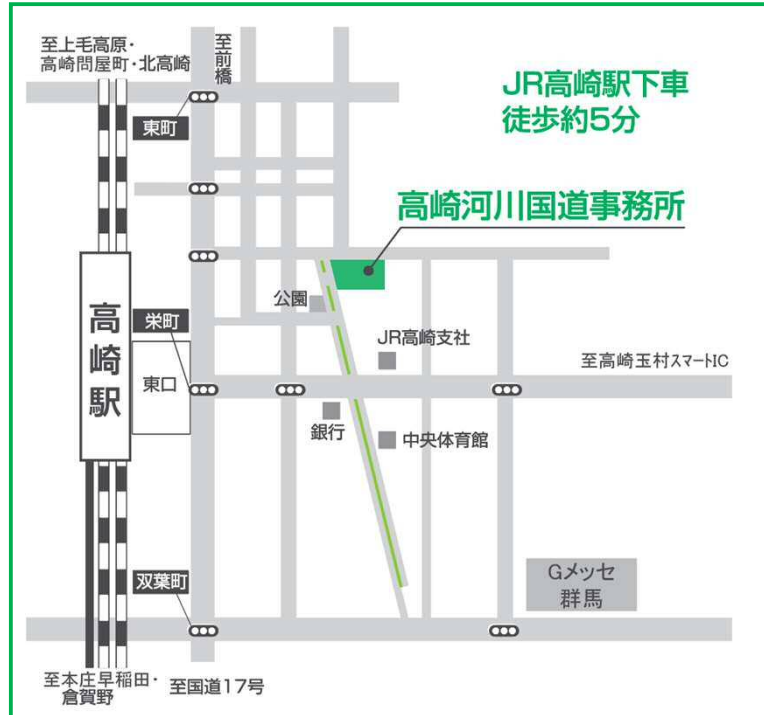 至上毛高原・
高崎問屋町・北高崎
至前橋
JR高崎駅下車
徒歩約5分
東町
高崎河川国道事務所
公園
栄町
高崎駅
東口
JR高崎支社
至高崎玉村スマートIC
銀行
中央体育館
双葉町
Gメッセ
群馬
至本庄早稲田・
倉賀野
至国道17号